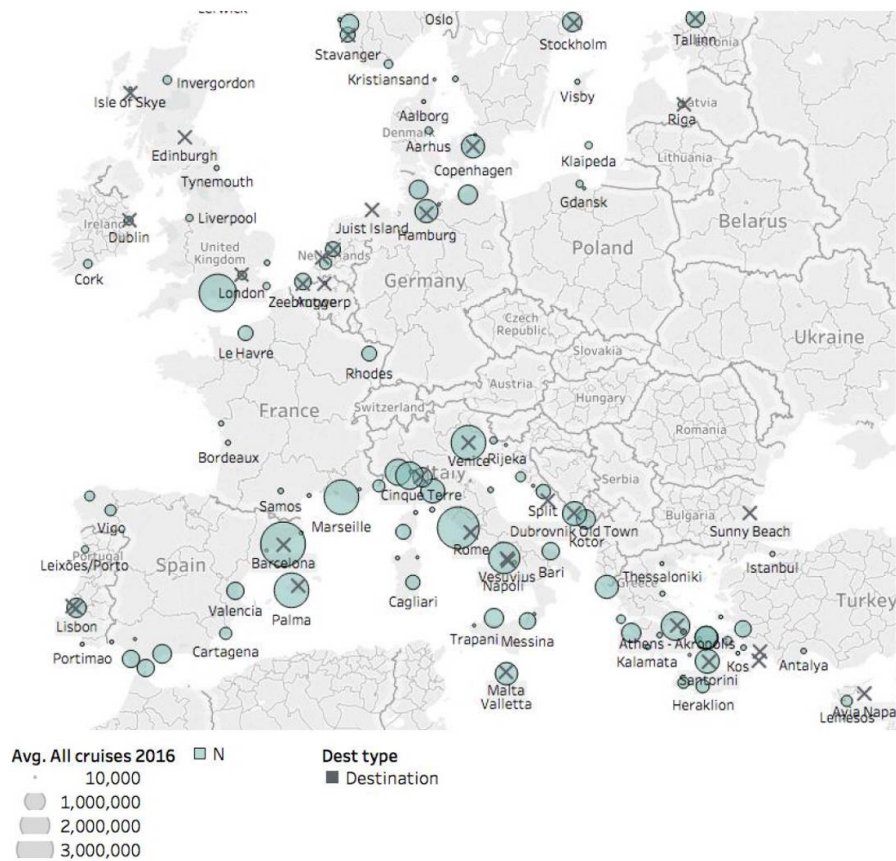 Lerwick
Oslo
Stavanger
Stockholm
Tallinn
Estonia
Invergordon
Kristiansand
Isle of Skye
Visby
Aalborg
Latvia
Riga
Denmark
Edinburgh
Aarhus
Klaipeda
Lithuania
Copenhagen
Tynemouth
Gdansk
Ireland
Liverpool
Juist Island
Belarus
Dublin
Hamburg
United
Kingdom
Netherlands
Poland
Cork
London
Germany
Zeebrugge
Antwerp
Czech
Republic
Ukraine
Le Havre
Slovakia
Rhodes
Austria
Hungary
France
Switzerland
Romania
Bordeaux
Venice
Rijeka
Italy
Serbia
Samos
Cinque Terre
Marseille
Split
Bulgaria
Sunny Beach
Vigo
Dubrovnik Old Town
Kotor
Leixões/Porto
Portugal
Spain
Barcelona
Rome
Istanbul
Vesuvius
Bari
Thessaloniki
Napoli
Greece
Valencia
Palma
Cagliari
Turkey
Lisbon
Trapani
Messina
Athens - Akropolis
Portimao
Cartagena
Kalamata
Kos
Antalya
Santorini
Malta
Valletta
Heraklion
Avia Napa
Lemesos
Avg. All cruises 2016
N
Dest type
10,000
Destination
1,000,000
2,000,000
3,000,000